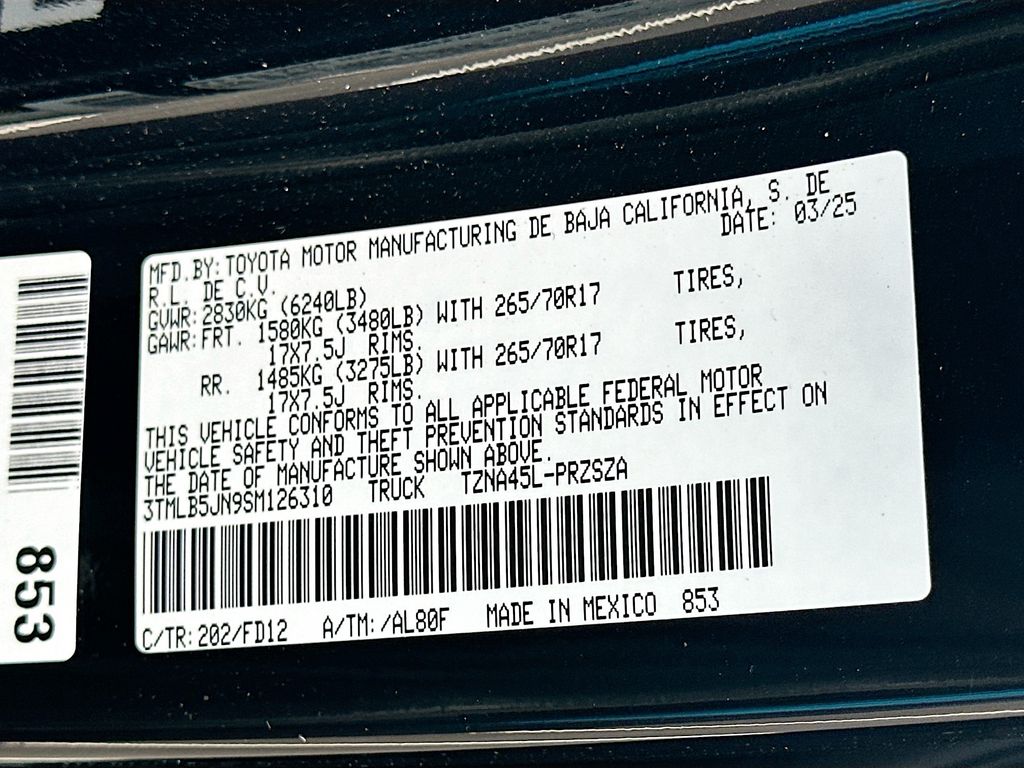 MFD.BY:TOYOTA MOTOR MANUFACTURING DE BAJA CALIFORNIA, S. DE
R.L. DE C.V.
DATE: 03/25
GVWR:2830KG (6240LB)
GAWR:FRT. 1580KG (3480LB) WITH 265/70R17 TIRES,
17X7.5J RIMS.
RR. 1485KG (3275LB) WITH 265/70R17 TIRES,
17X7.5J RIMS.
THIS VEHICLE CONFORMS TO ALL APPLICABLE FEDERAL MOTOR
VEHICLE SAFETY AND THEFT PREVENTION STANDARDS IN EFFECT ON
THE DATE OF MANUFACTURE SHOWN ABOVE.
3TMLB5JN9SM126310 TRUCK TZNA45L-PRZSZA
C/TR:202/FD12 A/TM:/AL80F MADE IN MEXICO 853
853